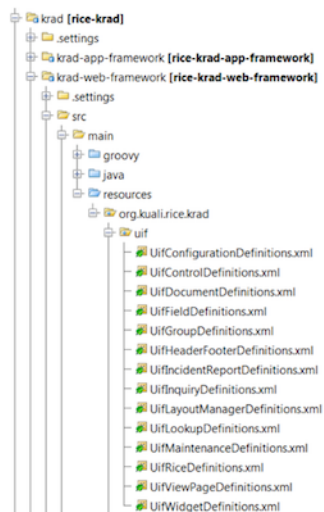 krad [rice-krad]
.settings
krad-app-framework [rice-krad-app-framework]
krad-web-framework [rice-krad-web-framework]
.settings
src
main
groovy
java
resources
org.kuali.rice.krad
uif
UifConfigurationDefinitions.xml
UifControlDefinitions.xml
UifDocumentDefinitions.xml
UifFieldDefinitions.xml
UifGroupDefinitions.xml
UifHeaderFooterDefinitions.xml
UifIncidentReportDefinitions.xml
UifInquiryDefinitions.xml
UifLayoutManagerDefinitions.xml
UifLookupDefinitions.xml
UifMaintenanceDefinitions.xml
UifRiceDefinitions.xml
UifViewPageDefinitions.xml
UifWidgetDefinitions.xml